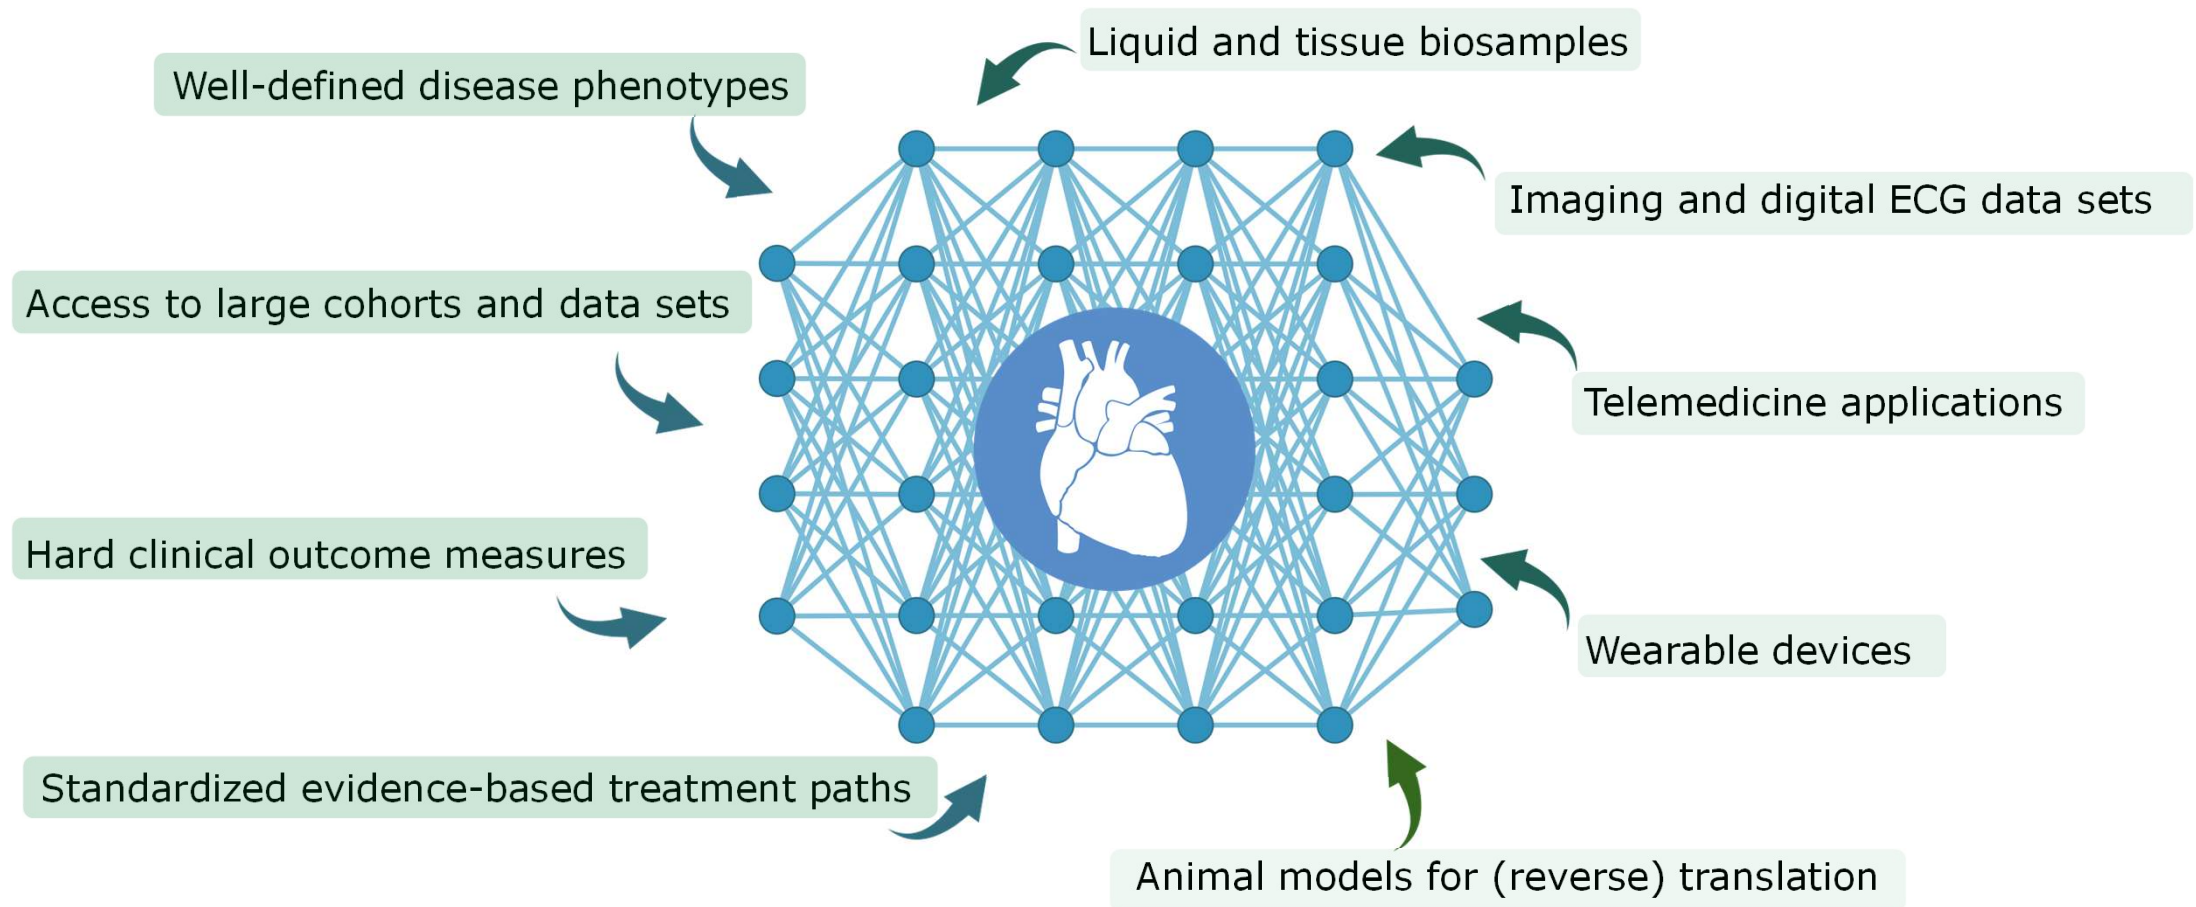 Liquid and tissue biosamples
Well-defined disease phenotypes
Imaging and digital ECG data sets
Access to large cohorts and data sets
Telemedicine applications
Hard clinical outcome measures
Wearable devices
Standardized evidence-based treatment paths
Animal models for (reverse) translation